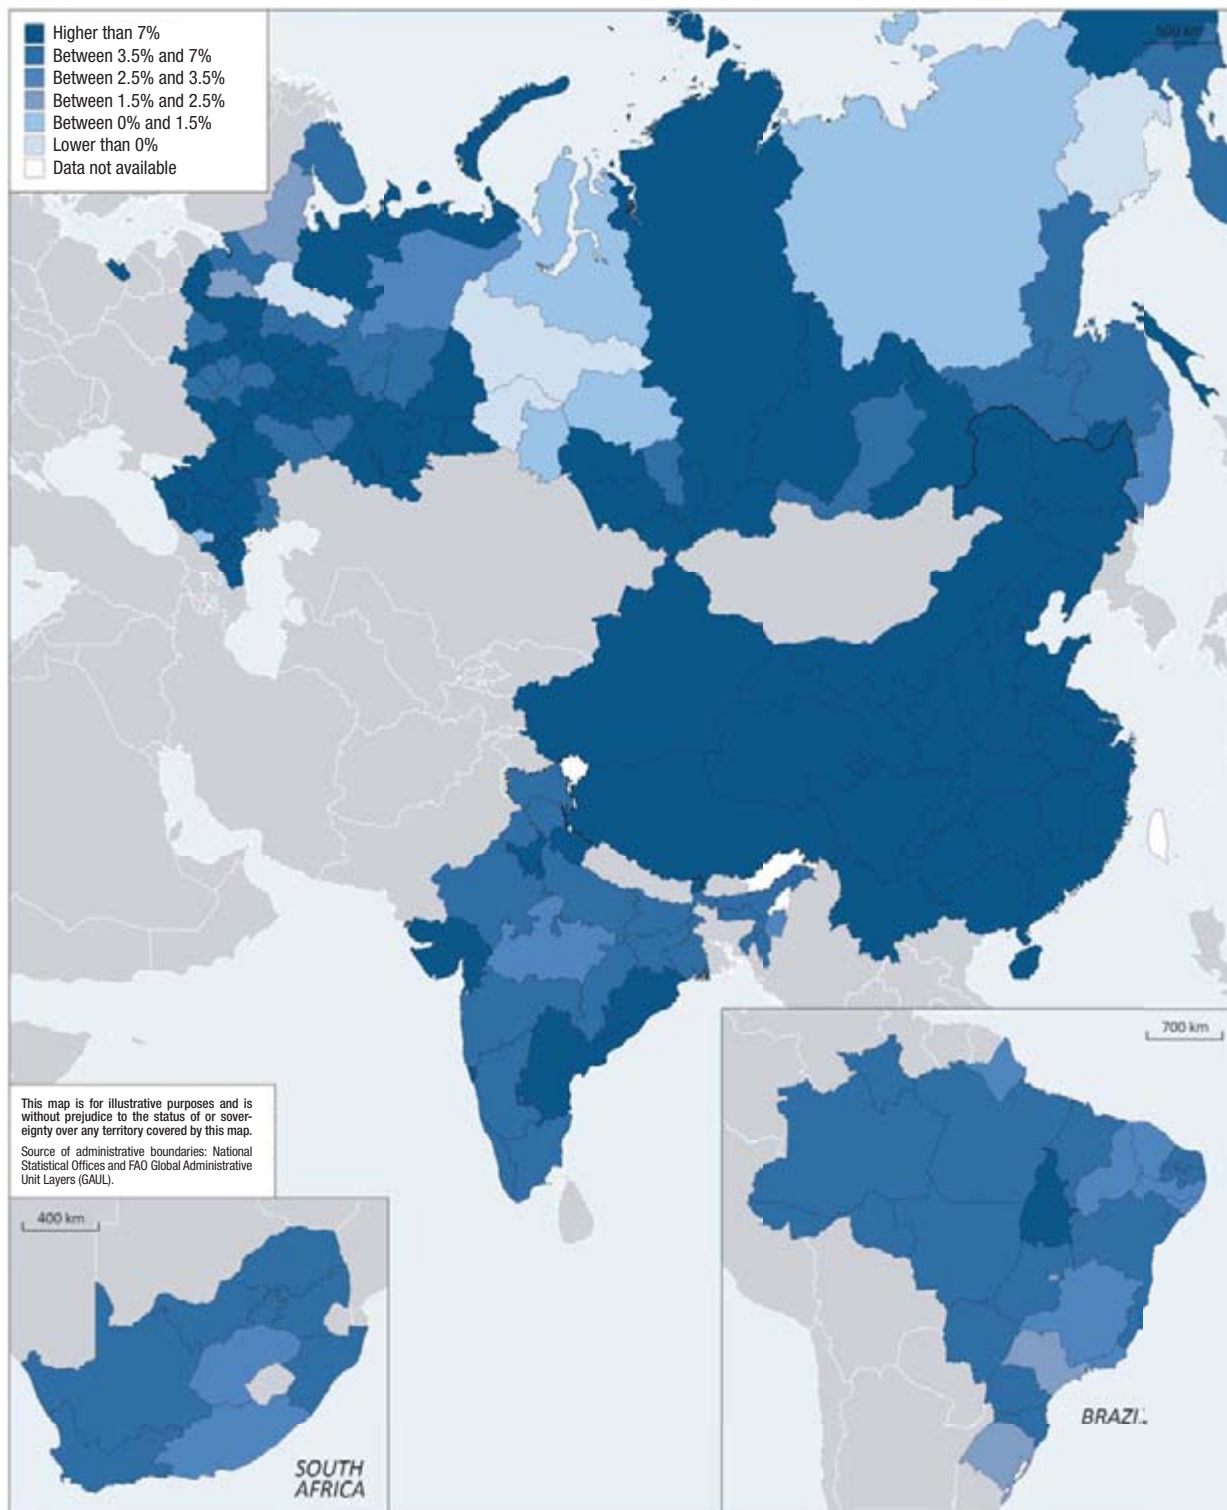 Higher than 7%
Between 3.5% and 7%
Between 2.5% and 3.5%
Between 1.5% and 2.5%
Between 0% and 1.5%
Lower than 0%
Data not available
500 km
This map is for illustrative purposes and is
without prejudice to the status of or sover-
eignty over any territory covered by this map.
Source of administrative boundaries: National
Statistical Offices and FAO Global Administrative
Unit Layers (GAUL).
400 km
SOUTH
AFRICA
700 km
BRAZIL